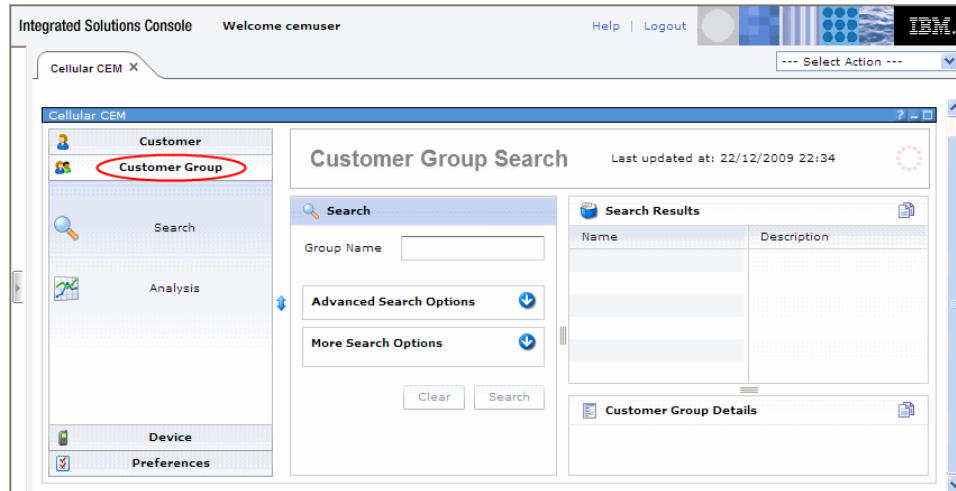 Integrated Solutions Console Welcome cemuser Help | Logout IBM.
Cellular CEM
--- Select Action ---
Cellular CEM
Customer
Customer Group
Search
Analysis
Device
Preferences
Customer Group Search Last updated at: 22/12/2009 22:34
Search
Group Name
Advanced Search Options
More Search Options
Clear Search
Search Results
Name Description
Customer Group Details